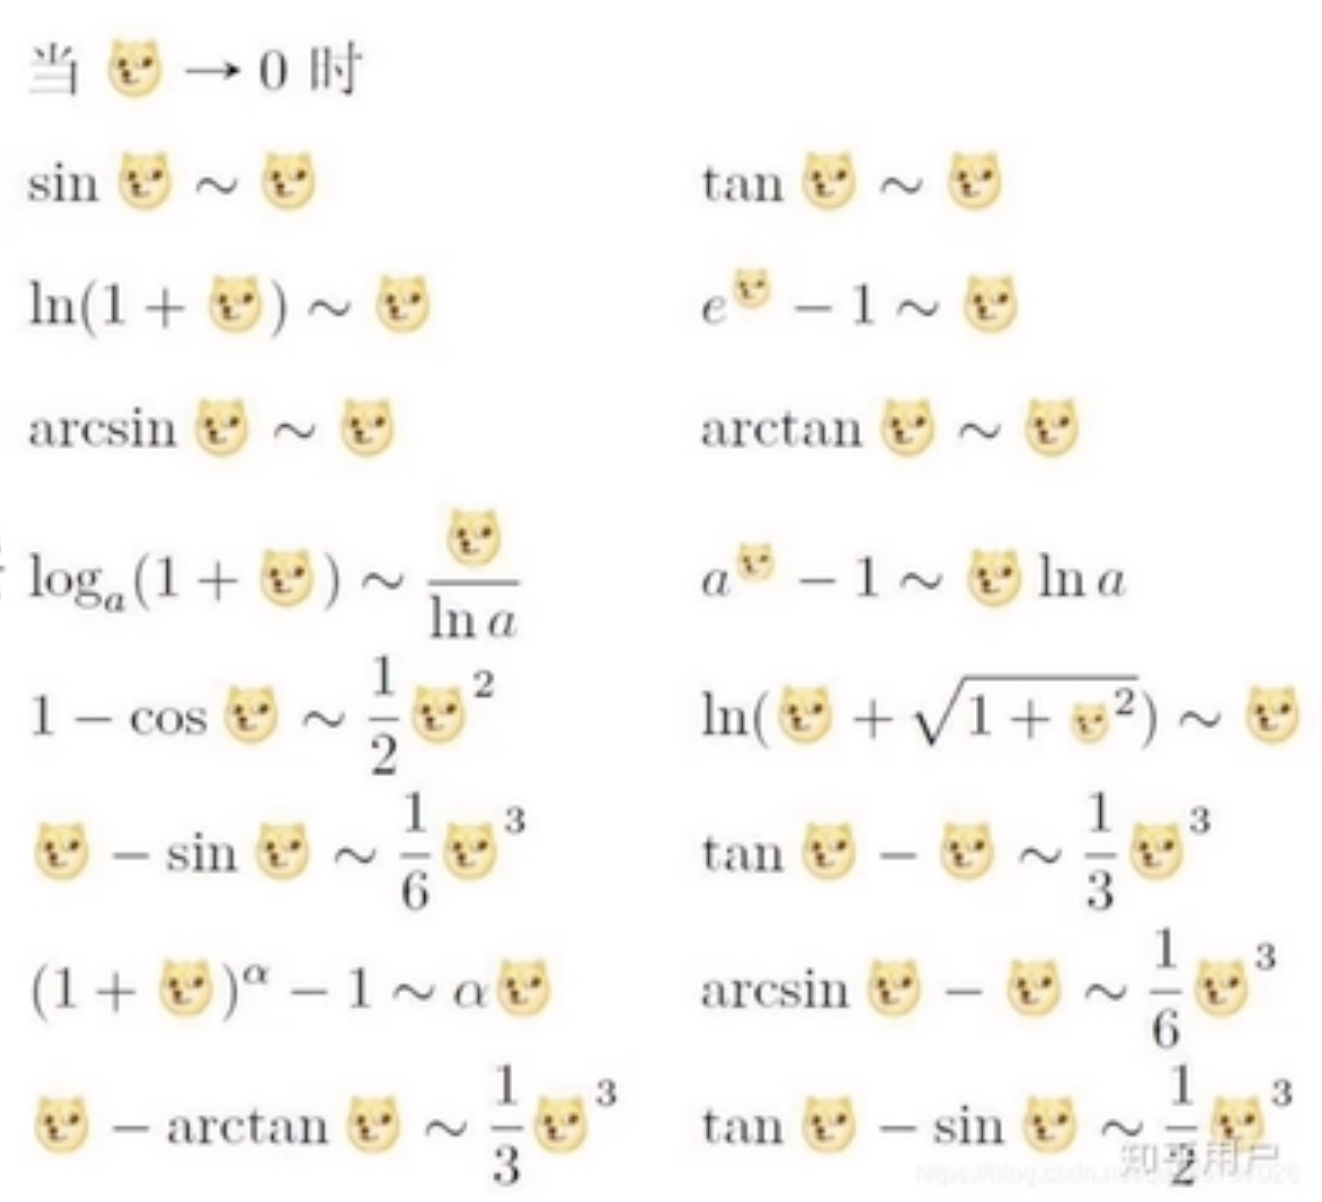 当 🐶 → 0 时
sin 🐶 ~ 🐶
tan 🐶 ~ 🐶
ln(1 + 🐶) ~ 🐶
e^🐶 − 1 ~ 🐶
arcsin 🐶 ~ 🐶
arctan 🐶 ~ 🐶
log_a(1 + 🐶) ~ 🐶/ln a
a^🐶 − 1 ~ 🐶 ln a
1 − cos 🐶 ~ 1/2 🐶^2
ln(🐶 + √(1 + 🐶^2)) ~ 🐶
🐶 − sin 🐶 ~ 1/6 🐶^3
tan 🐶 − 🐶 ~ 1/3 🐶^3
(1 + 🐶)^α − 1 ~ α🐶
arcsin 🐶 − 🐶 ~ 1/6 🐶^3
🐶 − arctan 🐶 ~ 1/3 🐶^3
tan 🐶 − sin 🐶 ~ 1/2 🐶^3
知乎用户